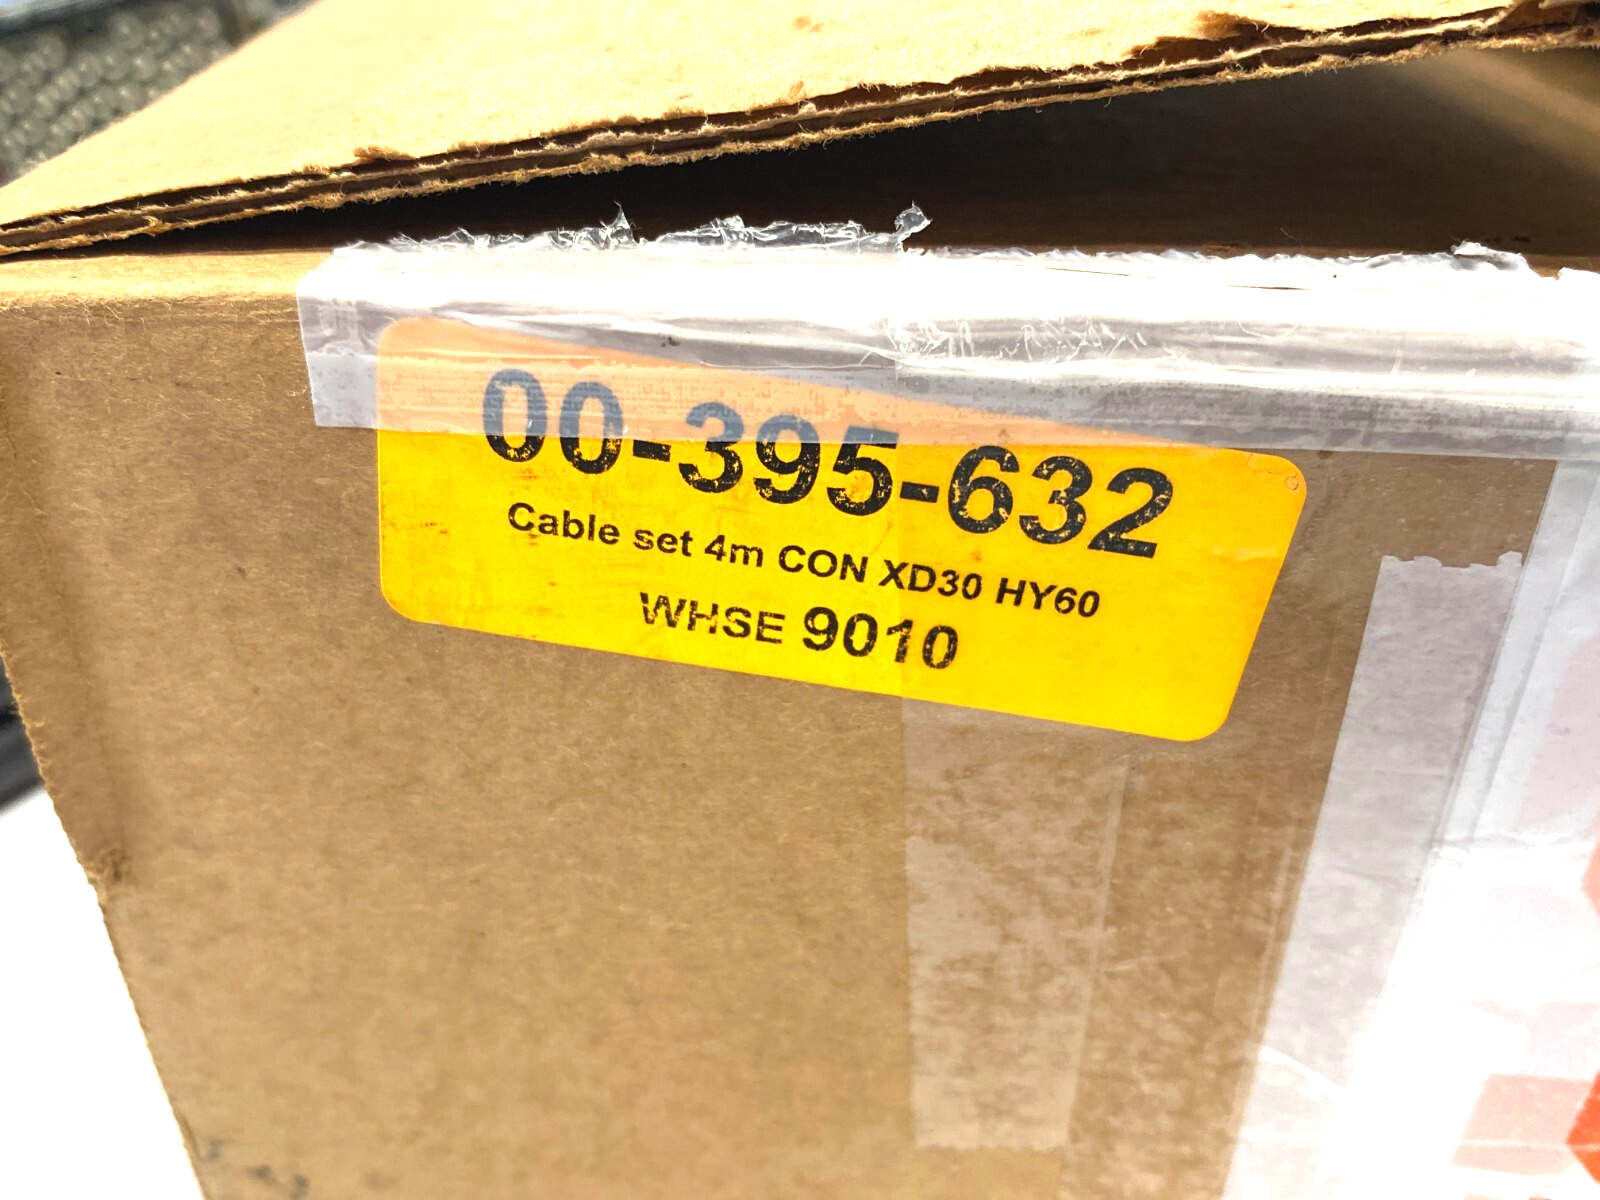 00-395-632
Cable set 4m CON XD30 HY60
WHSE 9010